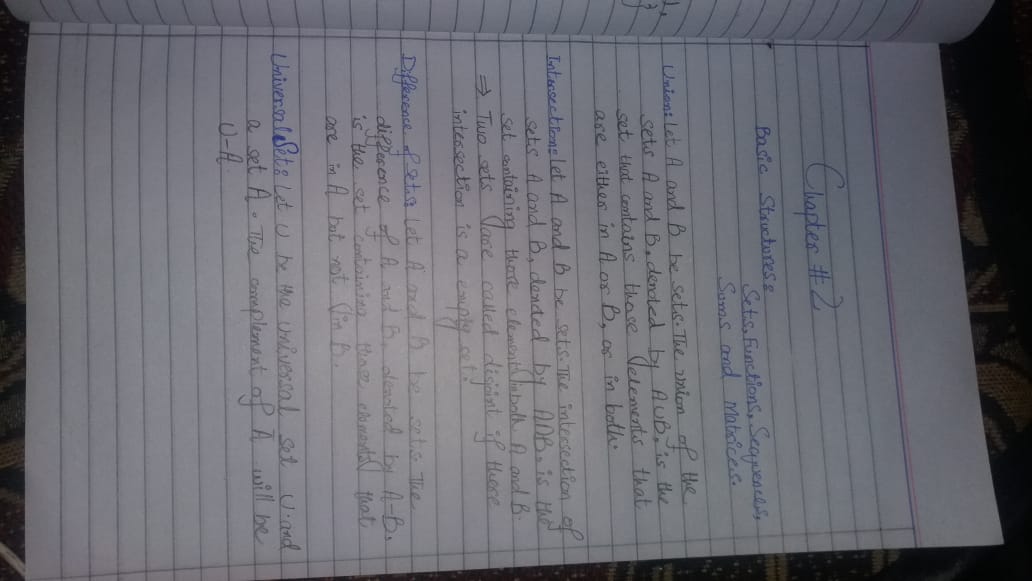 Chapter # 2
Basic Structures:
Sets, Functions, Sequences,
Sums and Matrices.
Union: Let A and B be sets. The union of the
sets A and B, denoted by A∪B, is the
set that contains those elements that
are either in A or B, or in both.
Intersection: Let A and B be sets. The intersection of
sets A and B, denoted by A∩B, is the
set containing those elements in both A and B.
⇒ Two sets are called disjoint if there
intersection is a empty set.
Difference of sets: Let A and B be sets. The
difference of A and B, denoted by A-B,
is the set containing those elements that
are in A but not in B.
Universal Set: Let U be the universal set U. and
a set A. The complement of A will be
U-A.